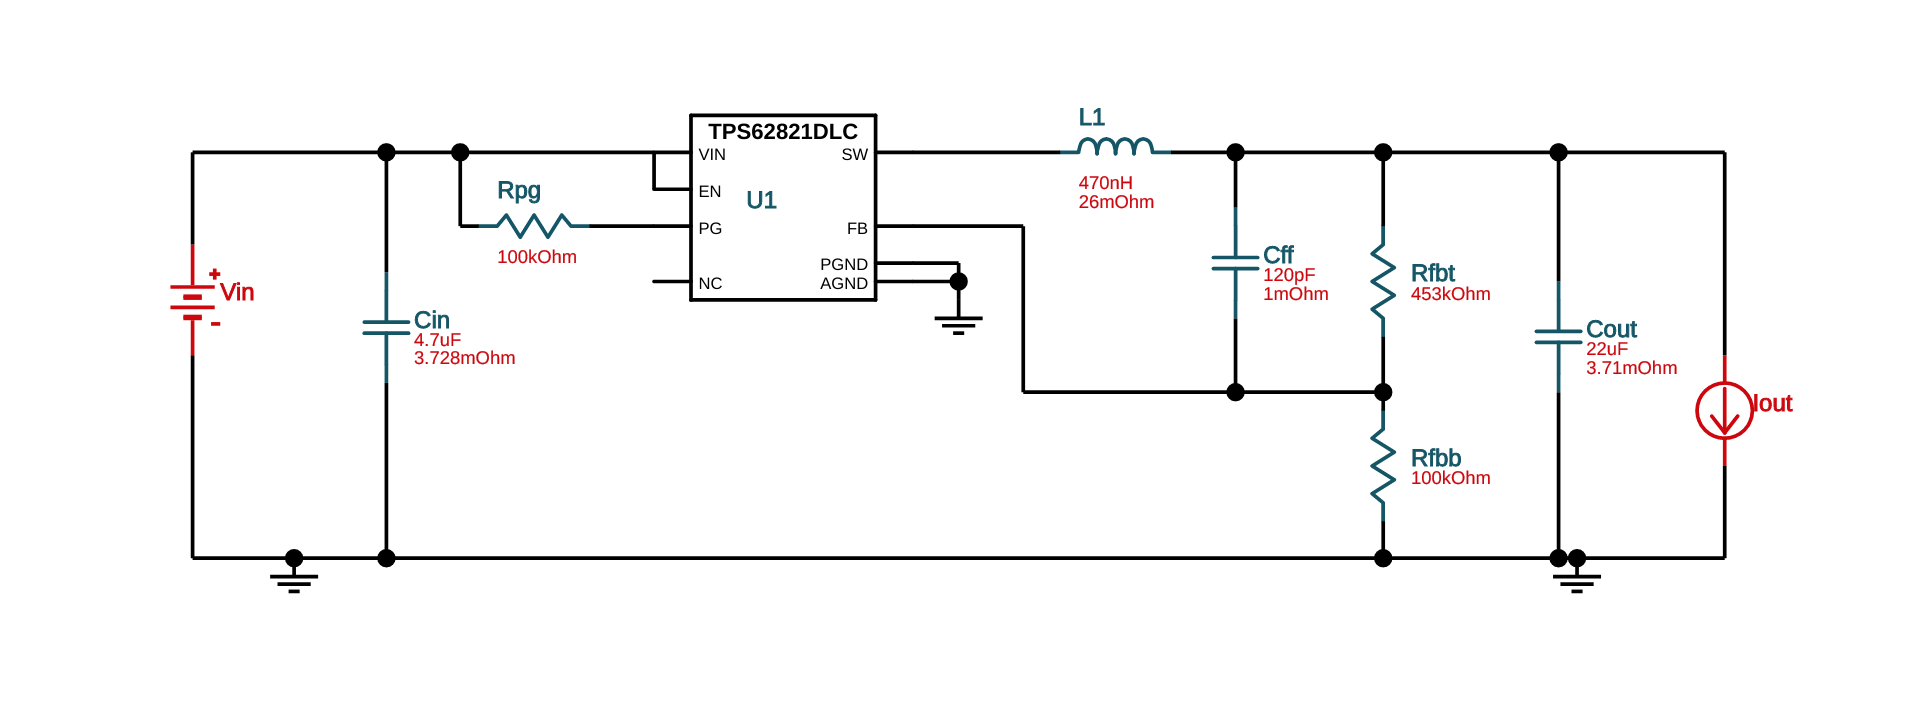 TPS62821DLC
VIN
SW
EN
U1
PG
FB
PGND
NC
AGND
L1
470nH
26mOhm
Rpg
100kOhm
+
Vin
-
Cin
4.7uF
3.728mOhm
Cff
120pF
1mOhm
Rfbt
453kOhm
Rfbb
100kOhm
Cout
22uF
3.71mOhm
Iout